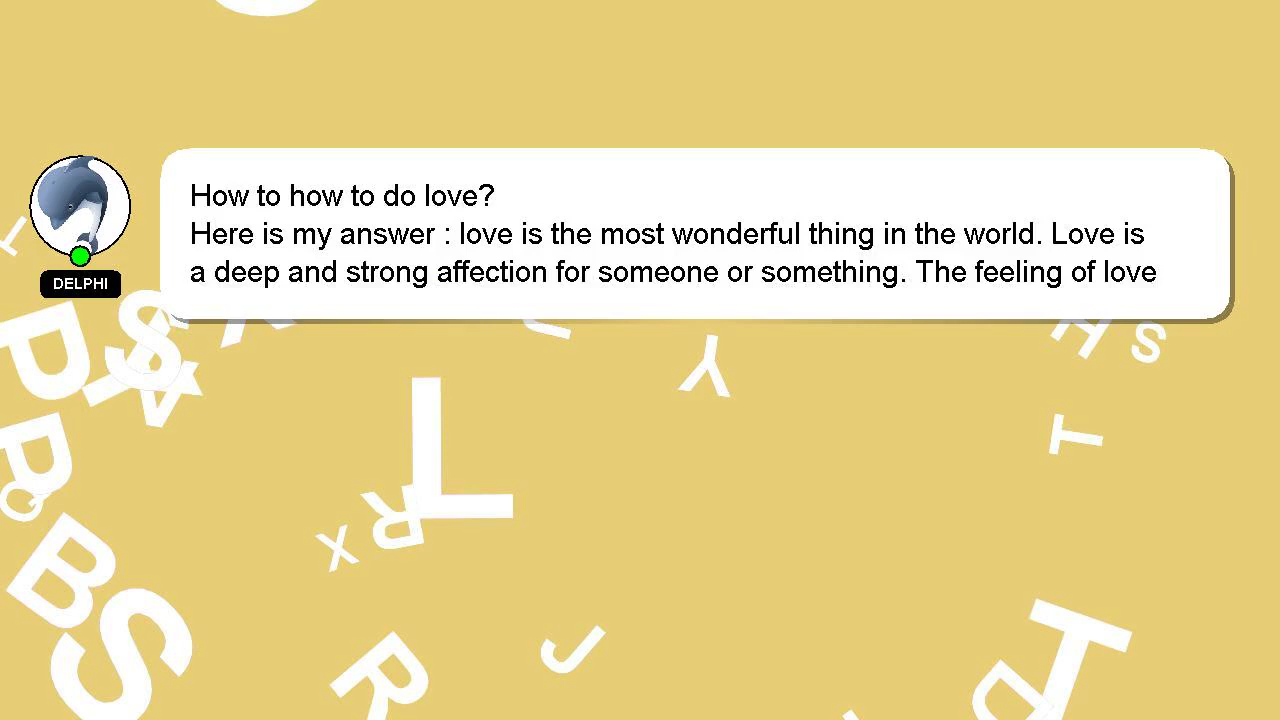 How to how to do love?
Here is my answer : love is the most wonderful thing in the world. Love is
a deep and strong affection for someone or something. The feeling of love
DELPHI
T
P
S
X
J
Y
H
S
T
L
R
X
R
Q
B
S
R
J
T
D